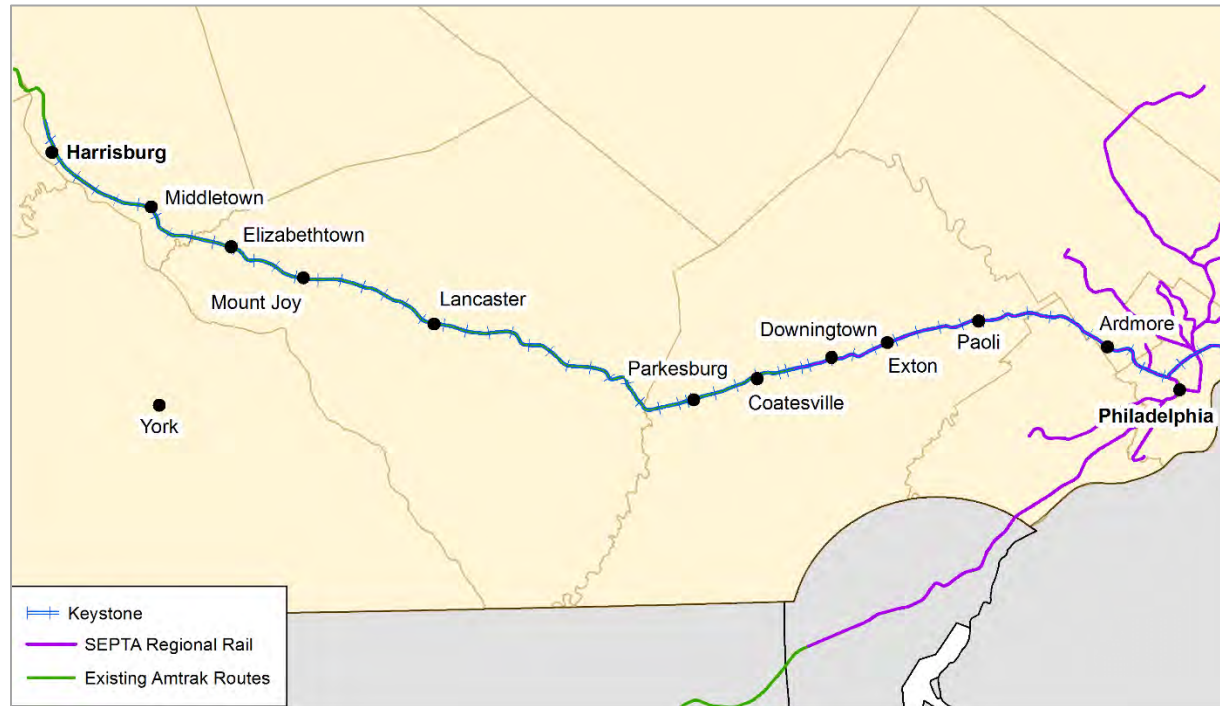 Harrisburg
Middletown
Elizabethtown
Mount Joy
Lancaster
Parkesburg
Coatesville
Downingtown
Exton
Paoli
Ardmore
Philadelphia
York
Keystone
SEPTA Regional Rail
Existing Amtrak Routes